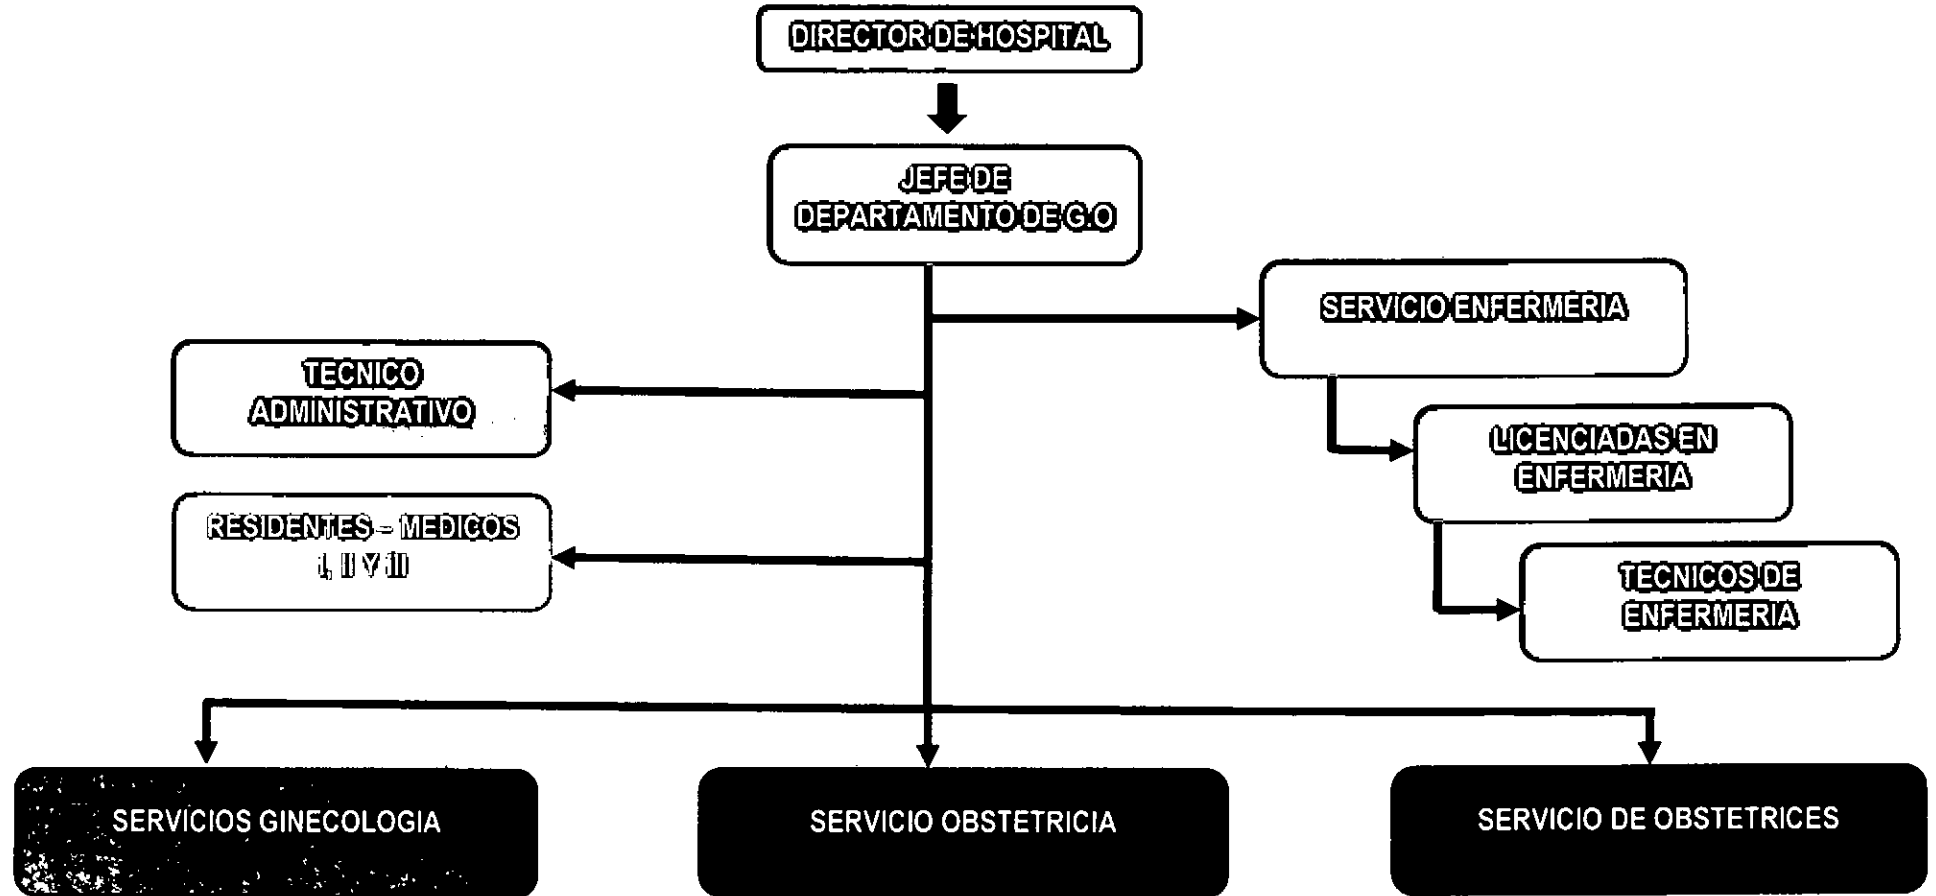 DIRECTOR DE HOSPITAL
JEFE DE
DEPARTAMENTO DE G.O
SERVICIO ENFERMERIA
TECNICO
ADMINISTRATIVO
LICENCIADAS EN
ENFERMERIA
RESIDENTES – MEDICOS
I, II Y III
TECNICOS DE
ENFERMERIA
SERVICIOS GINECOLOGIA
SERVICIO OBSTETRICIA
SERVICIO DE OBSTETRICES